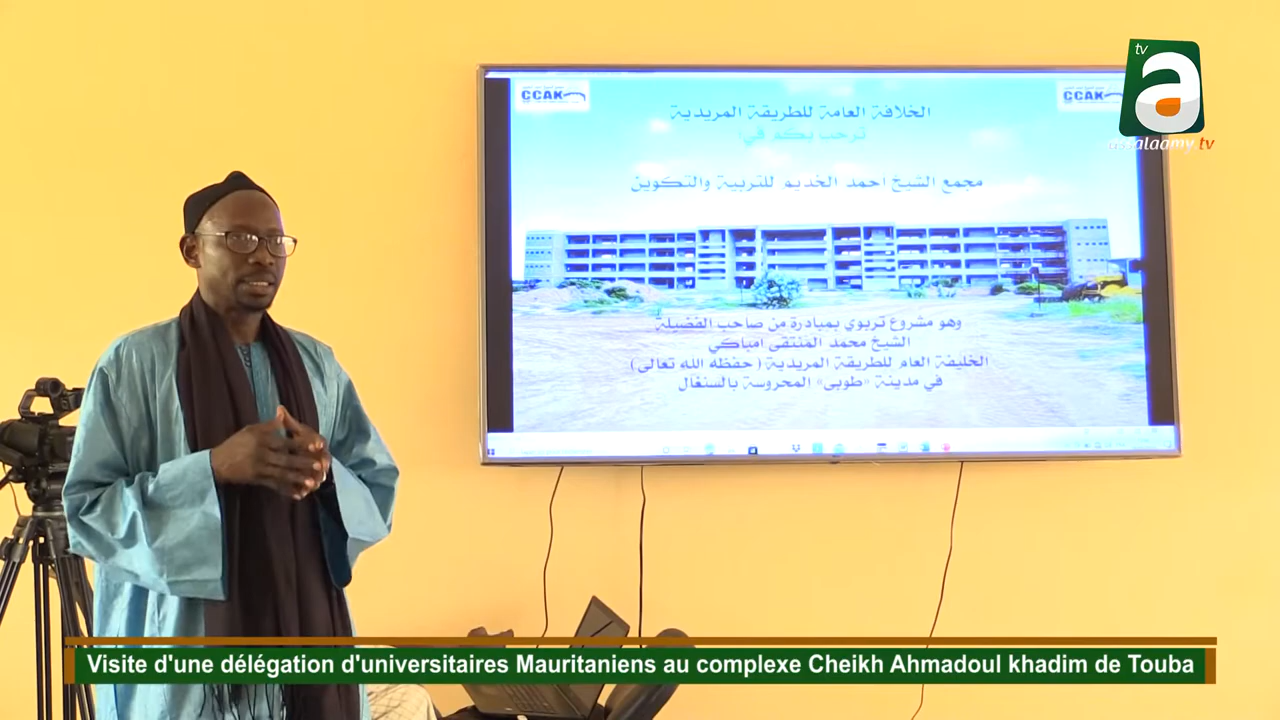 CCAK
CCAK
الخلافة العامة للطريقة المريدية
ترحب بكم في
مجمع الشيخ احمد الخديم للتربية والتكوين
وهو مشروع تربوي بمبادرة من صاحب الفضيلة
الشيخ محمد المنتقى امباكي
الخليفة العام للطريقة المريدية ( حفظه الله تعالى )
في مدينة «طوبى» المحروسة بالسنغال
tv
a
assalaamy tv
Visite d'une délégation d'universitaires Mauritaniens au complexe Cheikh Ahmadoul khadim de Touba